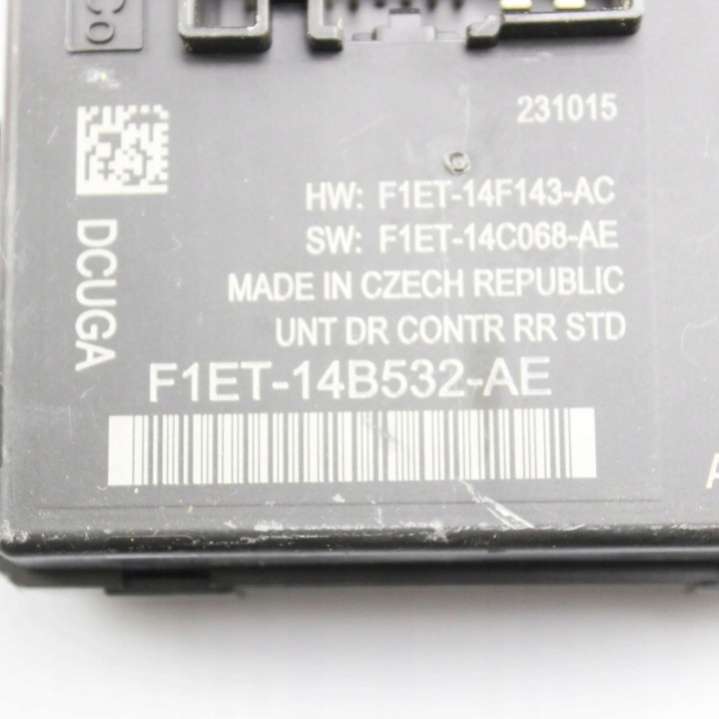 Co
231015
HW: F1ET-14F143-AC
SW: F1ET-14C068-AE
MADE IN CZECH REPUBLIC
UNT DR CONTR RR STD
DCUGA
F1ET-14B532-AE